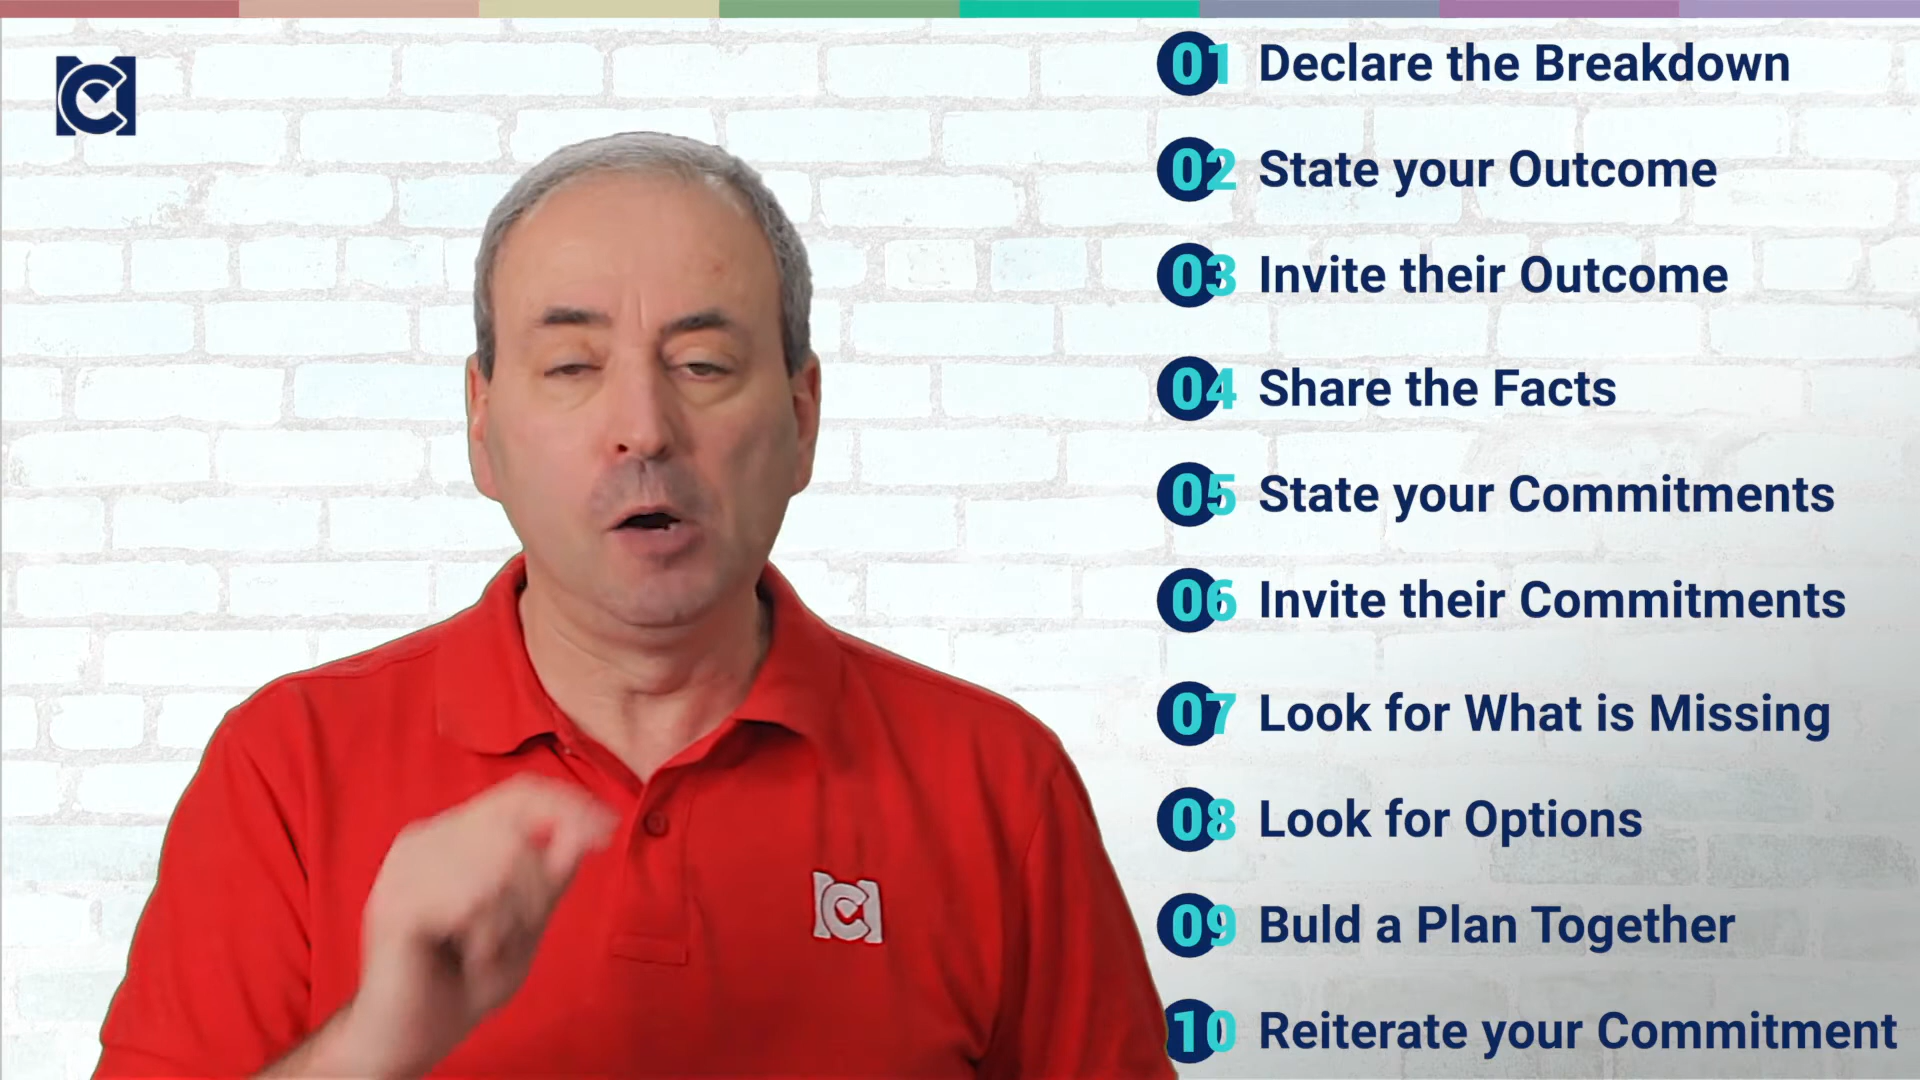 01 Declare the Breakdown
02 State your Outcome
03 Invite their Outcome
04 Share the Facts
05 State your Commitments
06 Invite their Commitments
07 Look for What is Missing
08 Look for Options
09 Buld a Plan Together
10 Reiterate your Commitment